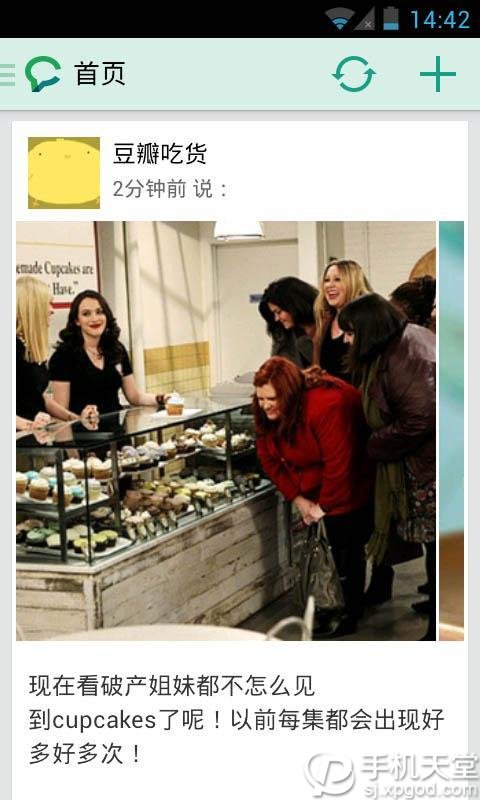 14:42
首页
豆瓣吃货
2分钟前 说：
emade Cupcakes are
Have."
现在看破产姐妹都不怎么见
到cupcakes了呢！以前每集都会出现好
多好多次！
手机天堂
sj.xpgod.com